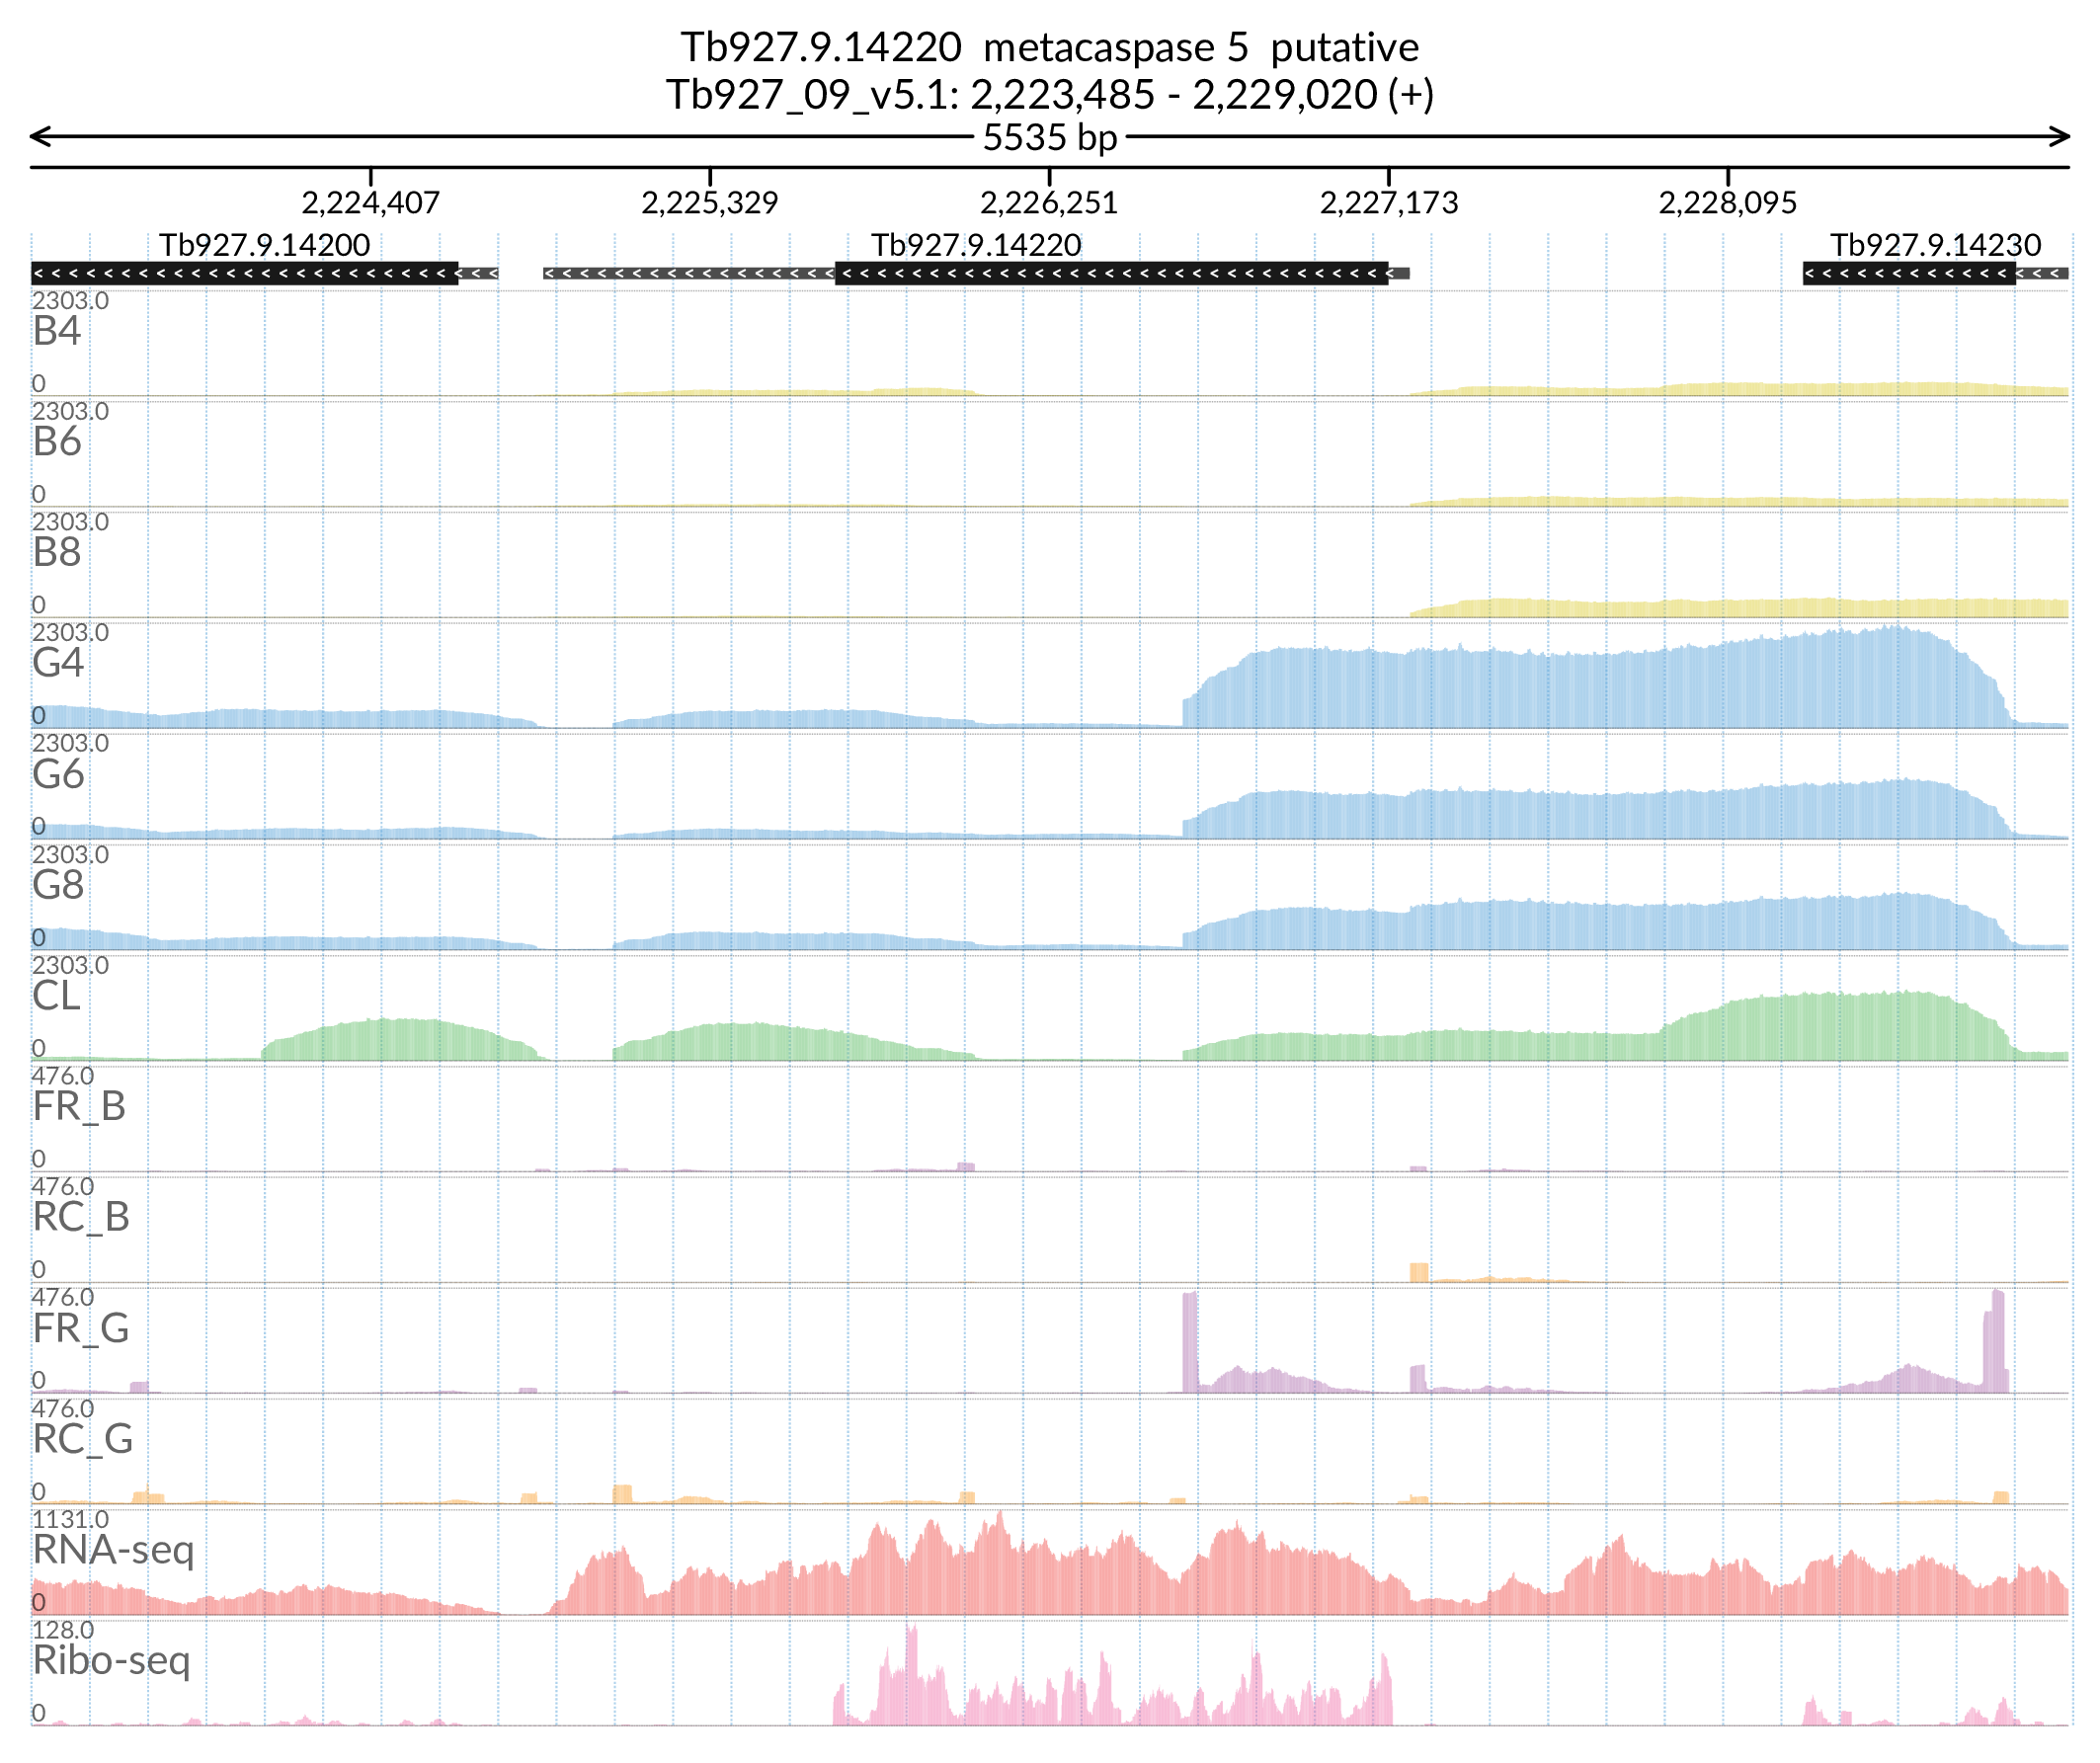 Tb927.9.14220  metacaspase 5  putative
Tb927_09_v5.1: 2,223,485 - 2,229,020 (+)
5535 bp
2,224,407 2,225,329 2,226,251 2,227,173 2,228,095
Tb927.9.14200 Tb927.9.14220 Tb927.9.14230
2303.0
B4
0
2303.0
B6
0
2303.0
B8
0
2303.0
G4
0
2303.0
G6
0
2303.0
G8
0
2303.0
CL
0
476.0
FR_B
0
476.0
RC_B
0
476.0
FR_G
0
476.0
RC_G
0
1131.0
RNA-seq
0
128.0
Ribo-seq
0